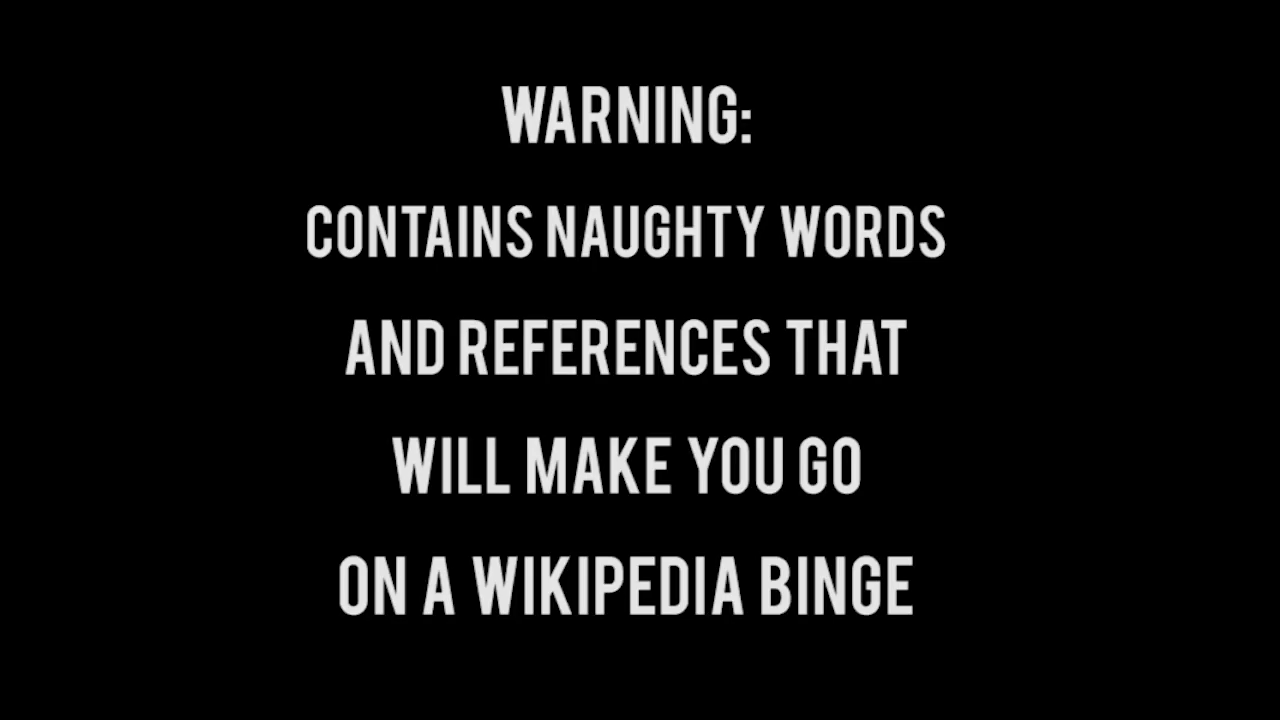 WARNING:
CONTAINS NAUGHTY WORDS
AND REFERENCES THAT
WILL MAKE YOU GO
ON A WIKIPEDIA BINGE